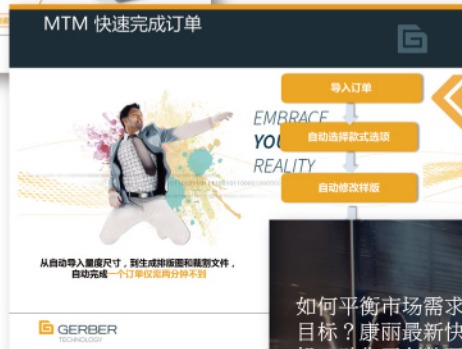 MTM 快速完成订单
导入订单
EMBRACE
YOU
自动选择款式选项
REALITY
自动修改样版
从自动导入量度尺寸，到生成排版图和裁割文件，
自动完成一个订单仅需两分钟不到
GERBER
TECHNOLOGY
如何平衡市场需求
目标？康丽最新快